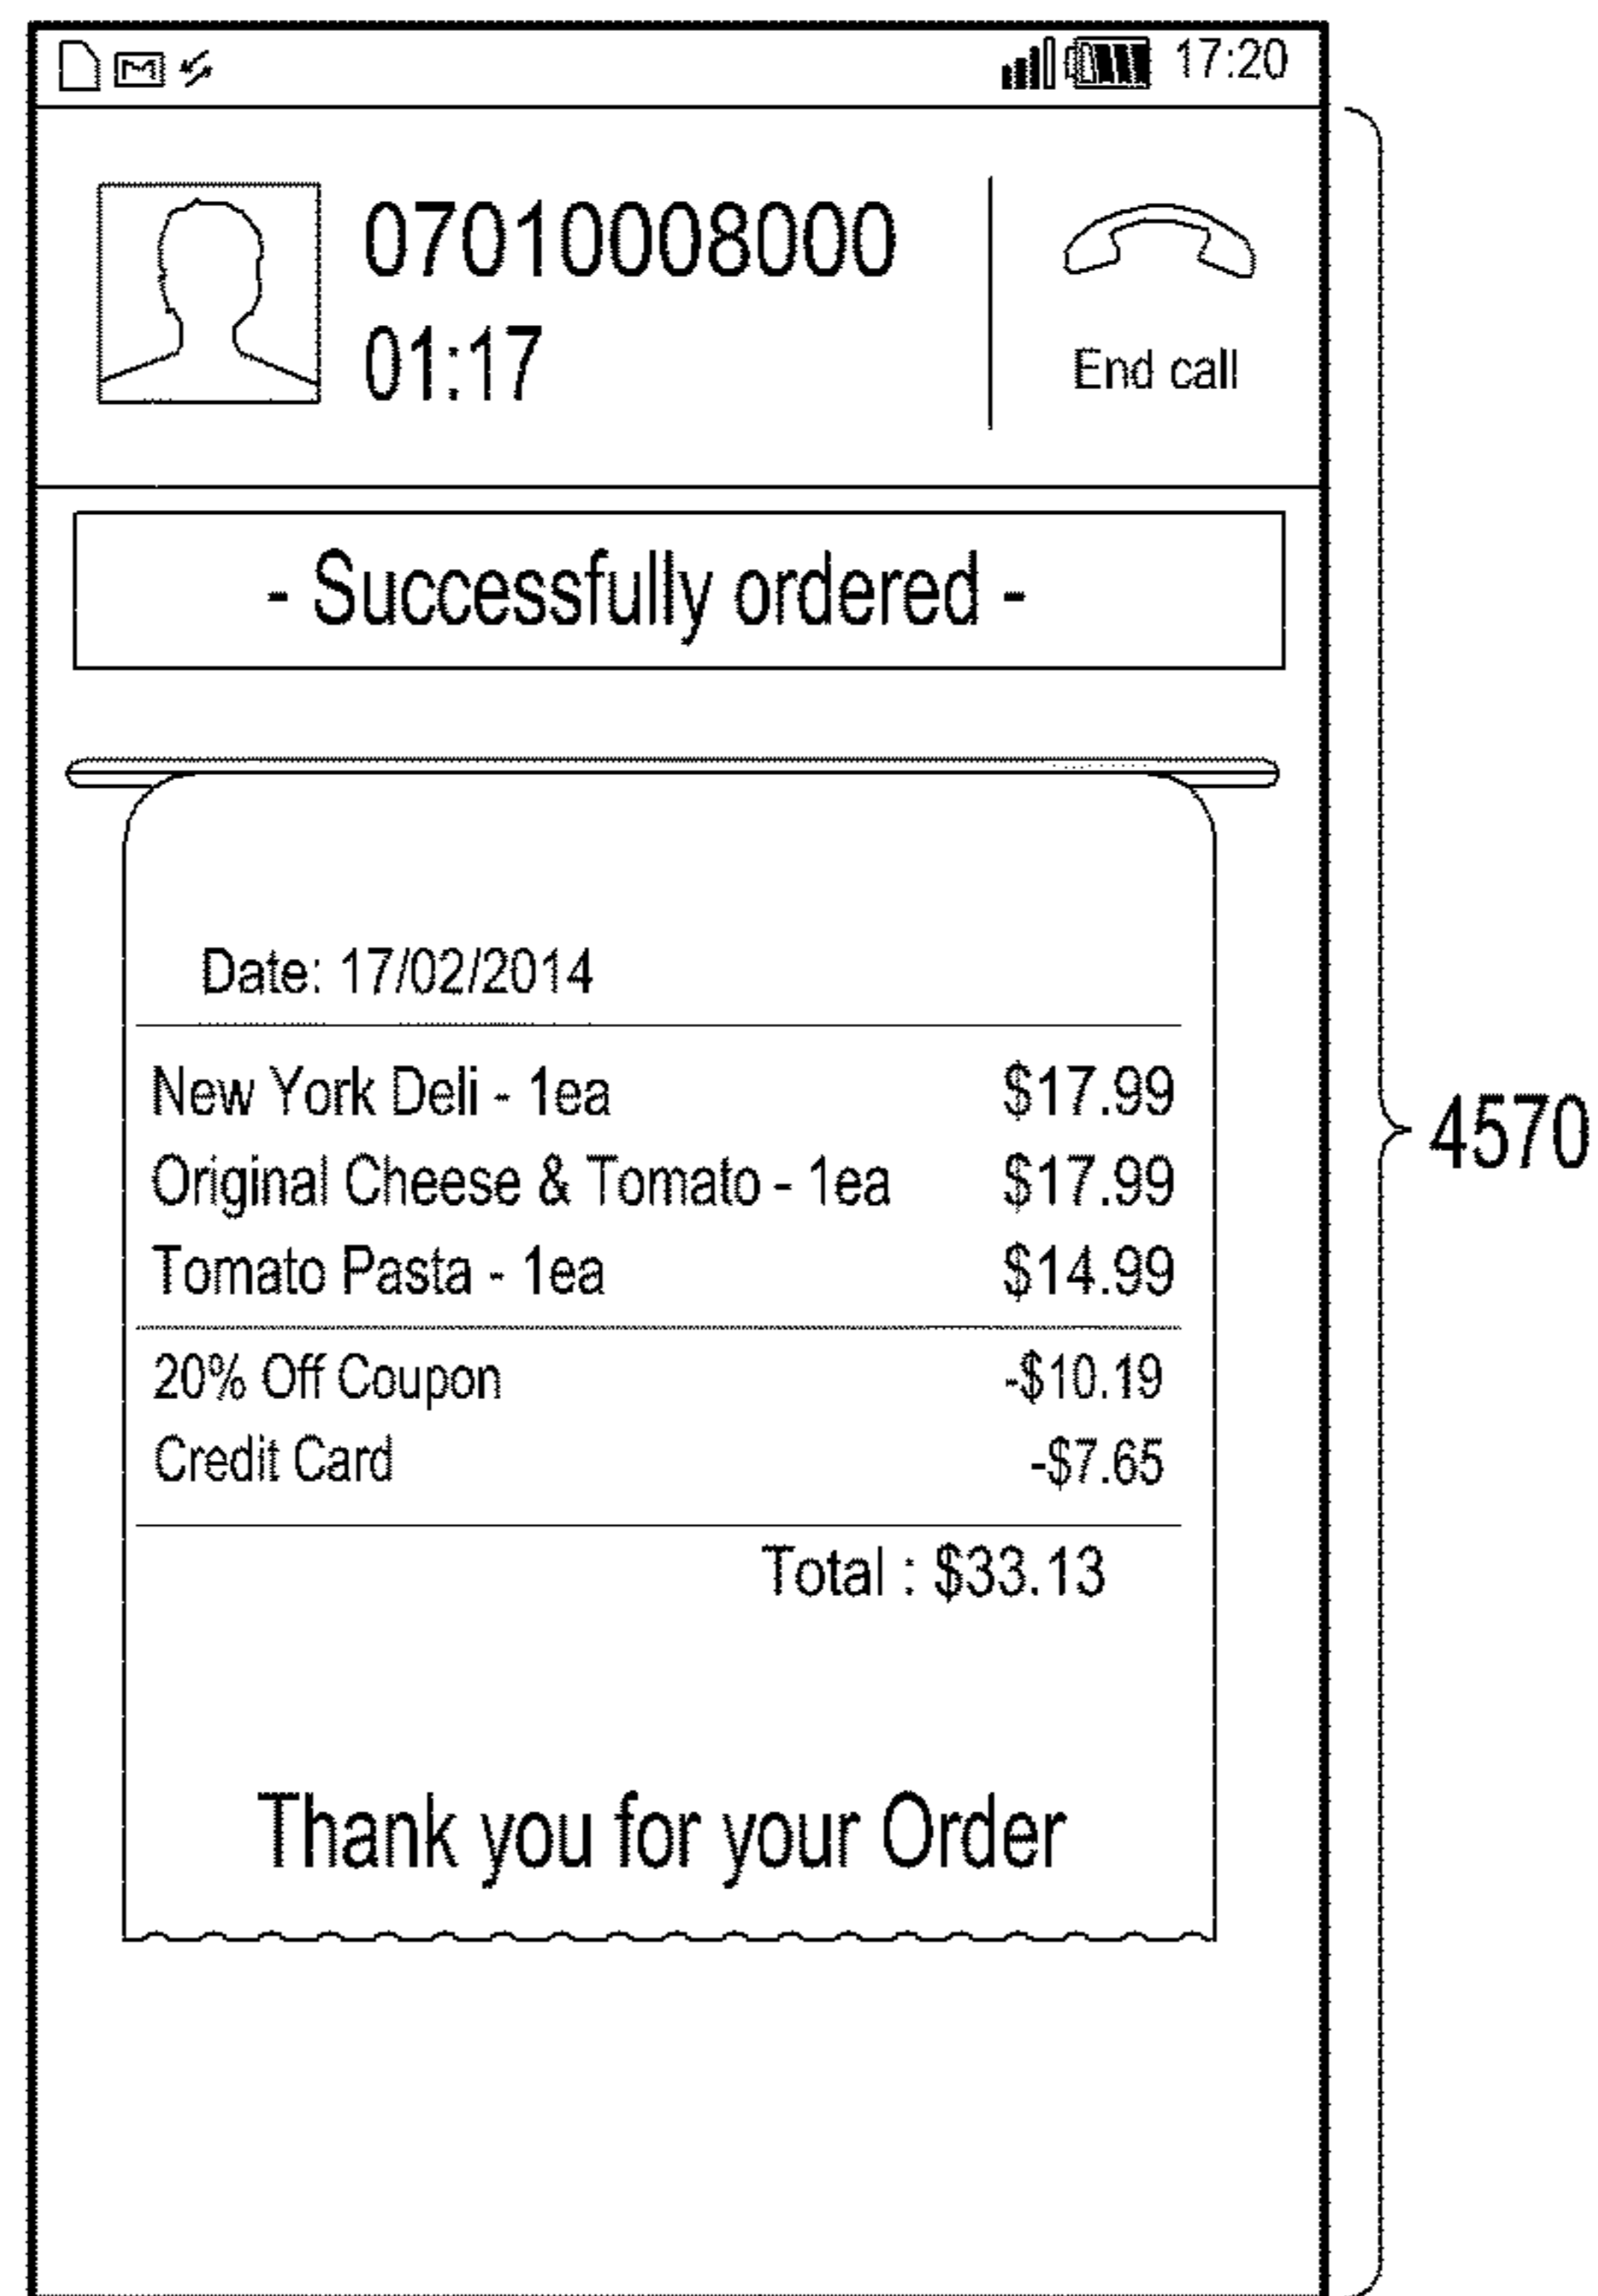 17:20
07010008000
01:17
End call
- Successfully ordered -
Date: 17/02/2014
New York Deli - 1ea $17.99
Original Cheese & Tomato - 1ea $17.99
Tomato Pasta - 1ea $14.99
20% Off Coupon -$10.19
Credit Card -$7.65
Total : $33.13
Thank you for your Order
4570